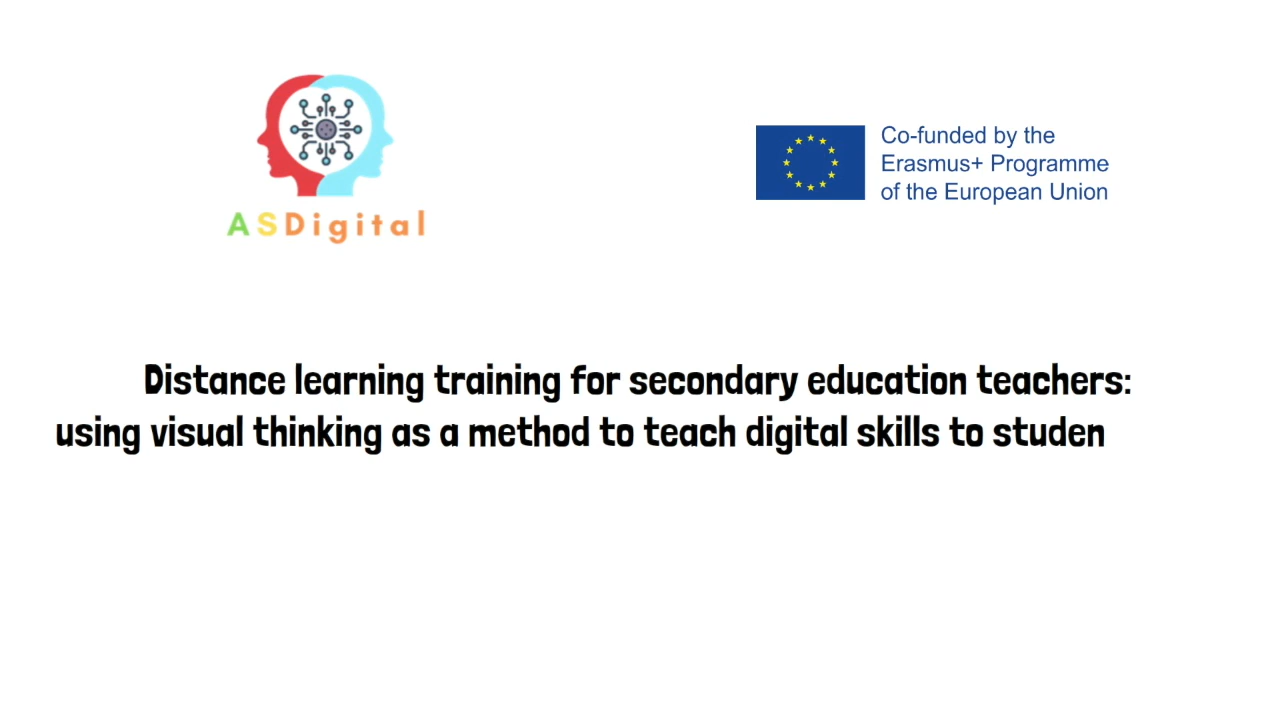 ASDigital
Co-funded by the
Erasmus+ Programme
of the European Union
Distance learning training for secondary education teachers:
using visual thinking as a method to teach digital skills to studen